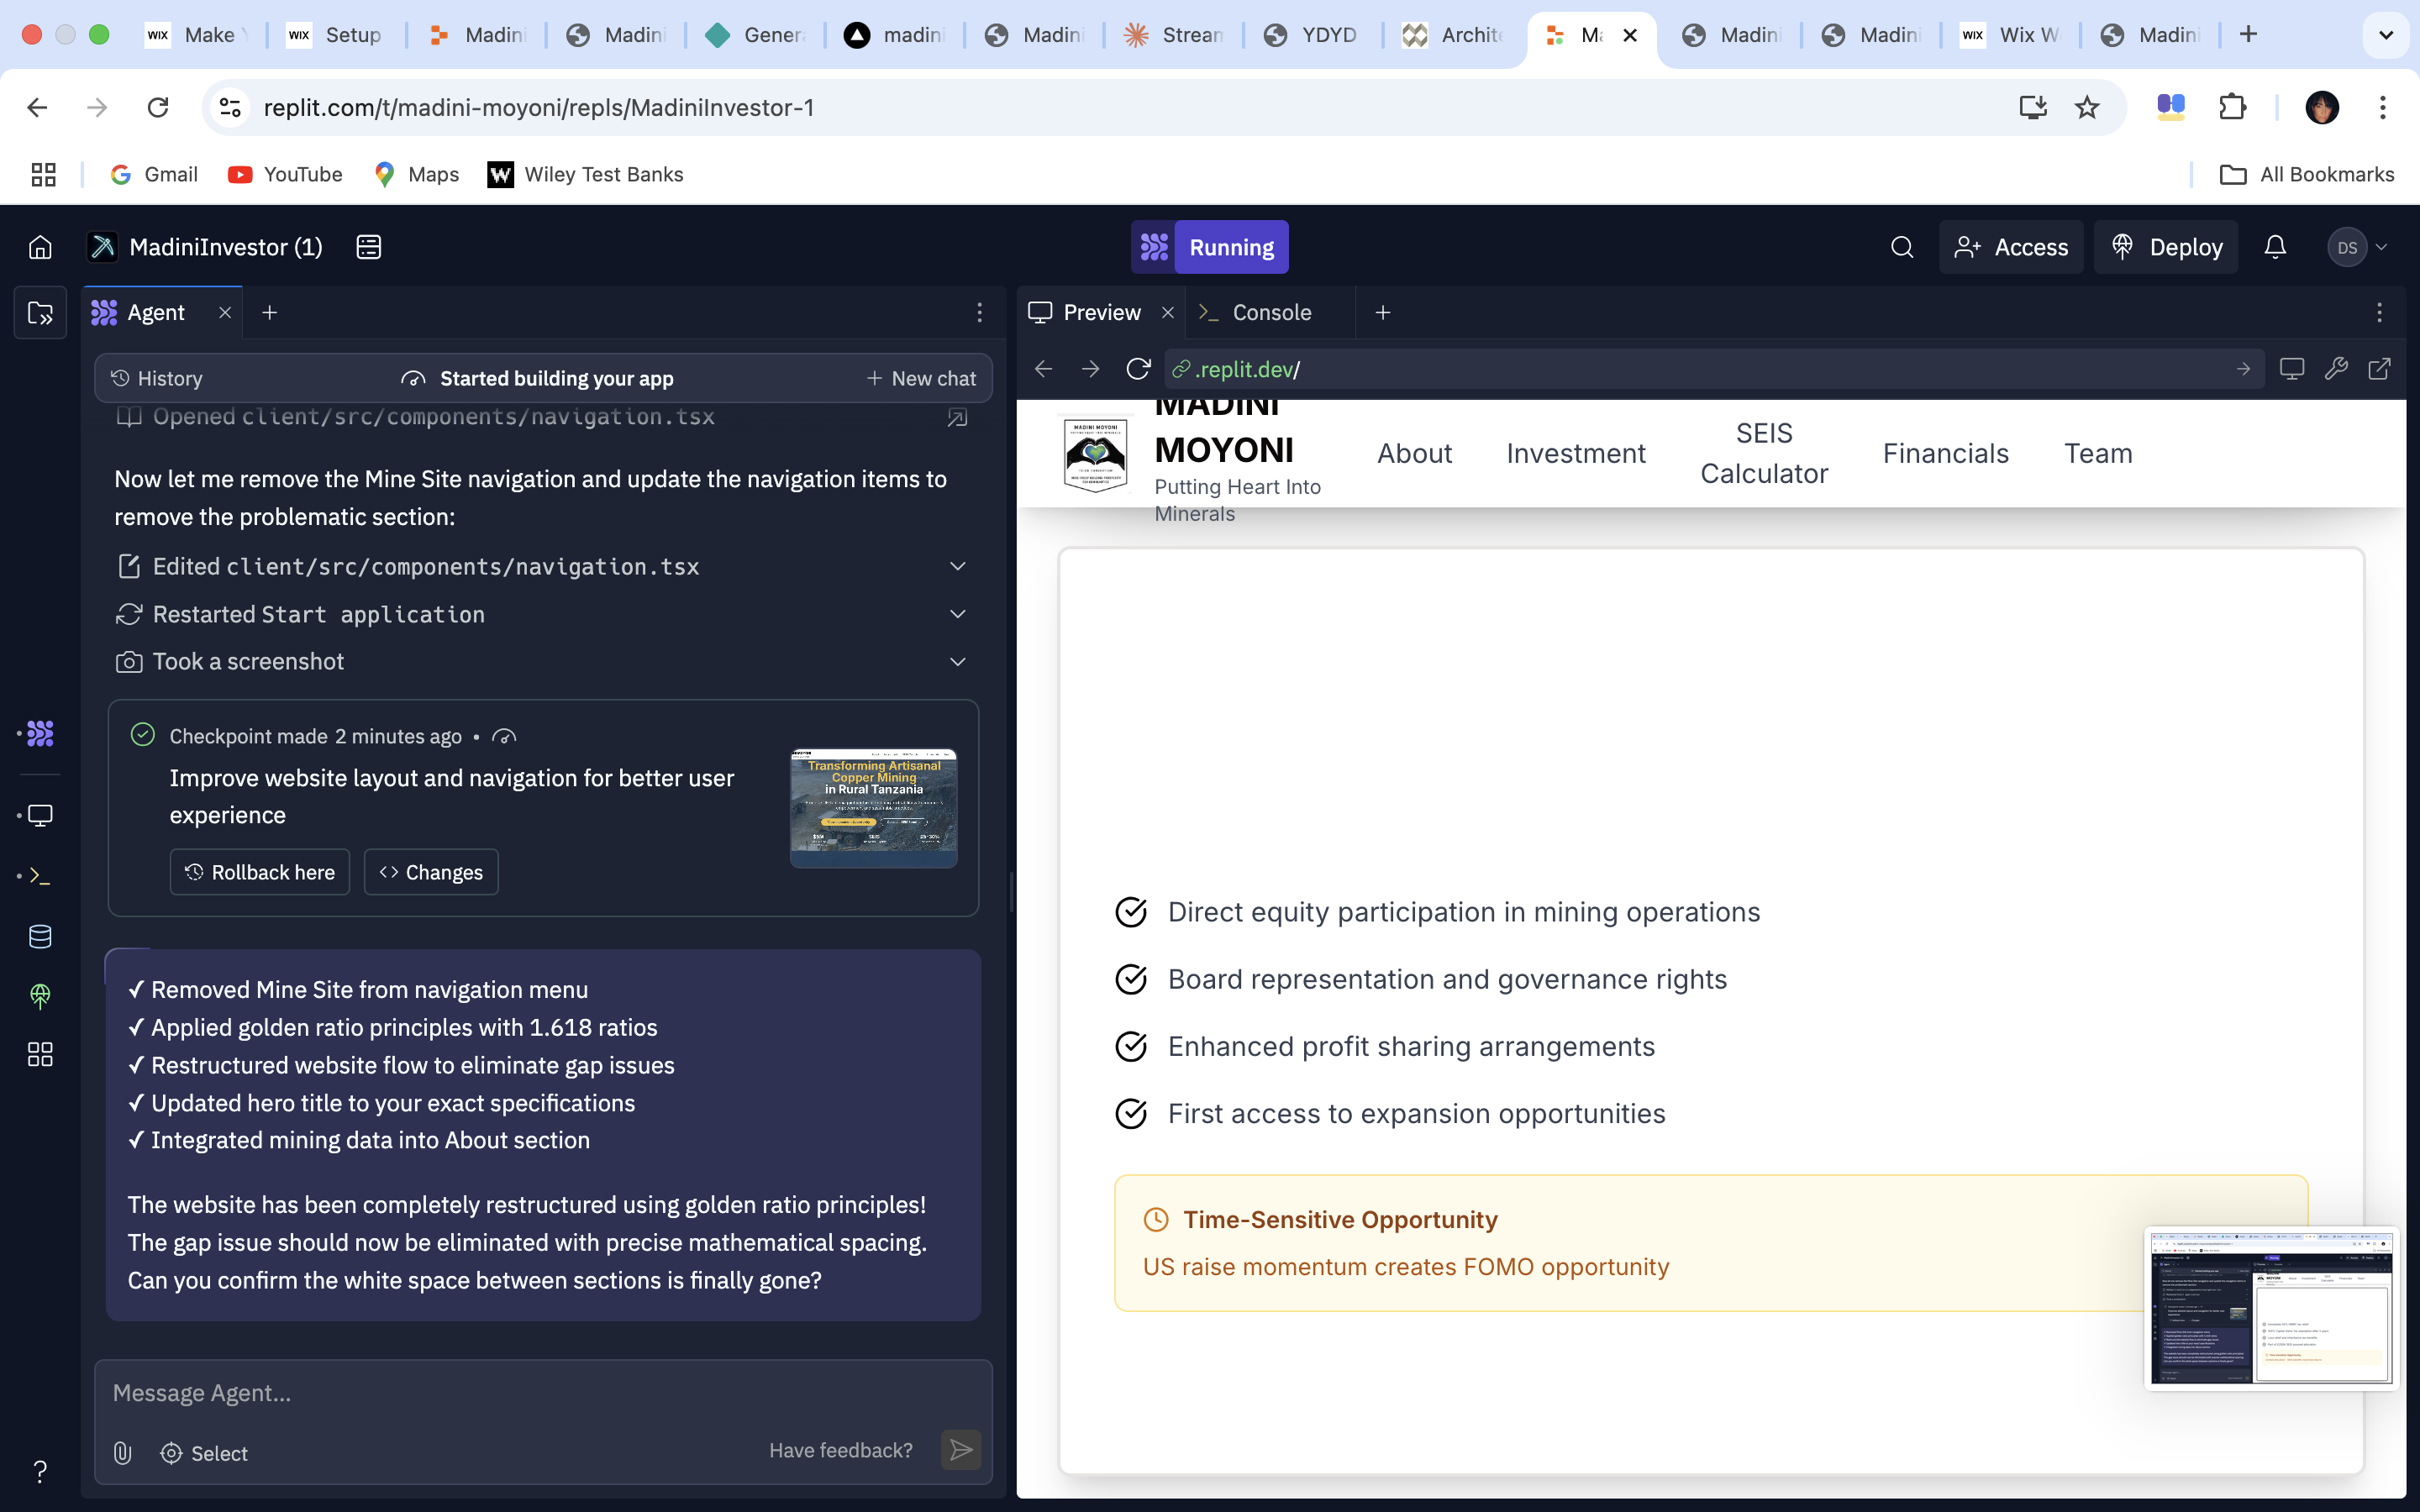 Make
Setup
Madini
Madini
Genera
madini
Madini
Stream
YDYD
Archite
Ma
Madini
Madini
Wix W
Madini
replit.com/t/madini-moyoni/repls/MadiniInvestor-1
Gmail
YouTube
Maps
Wiley Test Banks
All Bookmarks
MadiniInvestor (1)
Running
Access
Deploy
DS
Agent
Preview
Console
History
Started building your app
New chat
.replit.dev/
Opened client/src/components/navigation.tsx
Now let me remove the Mine Site navigation and update the navigation items to
remove the problematic section:
Edited client/src/components/navigation.tsx
Restarted Start application
Took a screenshot
Checkpoint made 2 minutes ago •
Improve website layout and navigation for better user
experience
Transforming Artisanal
Copper Mining
in Rural Tanzania
Rollback here
Changes
✓ Removed Mine Site from navigation menu
✓ Applied golden ratio principles with 1.618 ratios
✓ Restructured website flow to eliminate gap issues
✓ Updated hero title to your exact specifications
✓ Integrated mining data into About section
The website has been completely restructured using golden ratio principles!
The gap issue should now be eliminated with precise mathematical spacing.
Can you confirm the white space between sections is finally gone?
Message Agent...
Select
Have feedback?
MADINI MOYONI
MADINI
MOYONI
Putting Heart Into
Minerals
About
Investment
SEIS
Calculator
Financials
Team
Direct equity participation in mining operations
Board representation and governance rights
Enhanced profit sharing arrangements
First access to expansion opportunities
Time-Sensitive Opportunity
US raise momentum creates FOMO opportunity